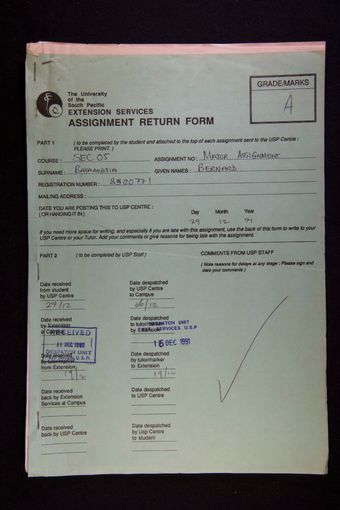 The University
of the
South Pacific
EXTENSION SERVICES
ASSIGNMENT RETURN FORM
GRADE/MARKS
A
PART 1 (to be completed by the student and attached to the top of each assignment sent to the USP Centre :
PLEASE PRINT.)
COURSE : SEC 05 ASSIGNMENT NO : MAJOR ASSIGNMENT
SURNAME : GIVEN NAMES : BERNARD
REGISTRATION NUMBER : 8500771
MAILING ADDRESS
DATE YOU ARE POSTING THIS TO USP CENTRE :
(OR HANDING IT IN) Day Month Year
29 12 91
If you need more space for writing, and especially if you are late with this assignment, use the back of this form to write to your
USP Centre or your Tutor. Add your comments or give reasons for being late with the assignment.
PART 2 (to be completed by USP Staff) COMMENTS FROM USP STAFF
(Note reasons for delays at any stage : Please sign and
date your comments)
Date received
from student
by USP Centre
29/12
Date despatched
by USP Centre
to Campus
06/12
Date received
by Extension
at Campus
RECEIVED
DEC 1991
DESPATCH UNIT
Date despatched
to tutor/marker
by Extension
DESPATCH UNIT
EXT SERVICES U.S.P
16 DEC 1991
from Extension
Date despatched
by tutor/marker
to Extension
19/12
Date received
back by Extension
Services at Campus
Date despatched
to USP Centre
Date received
back by USP Centre
Date despatched
by USP Centre
to student